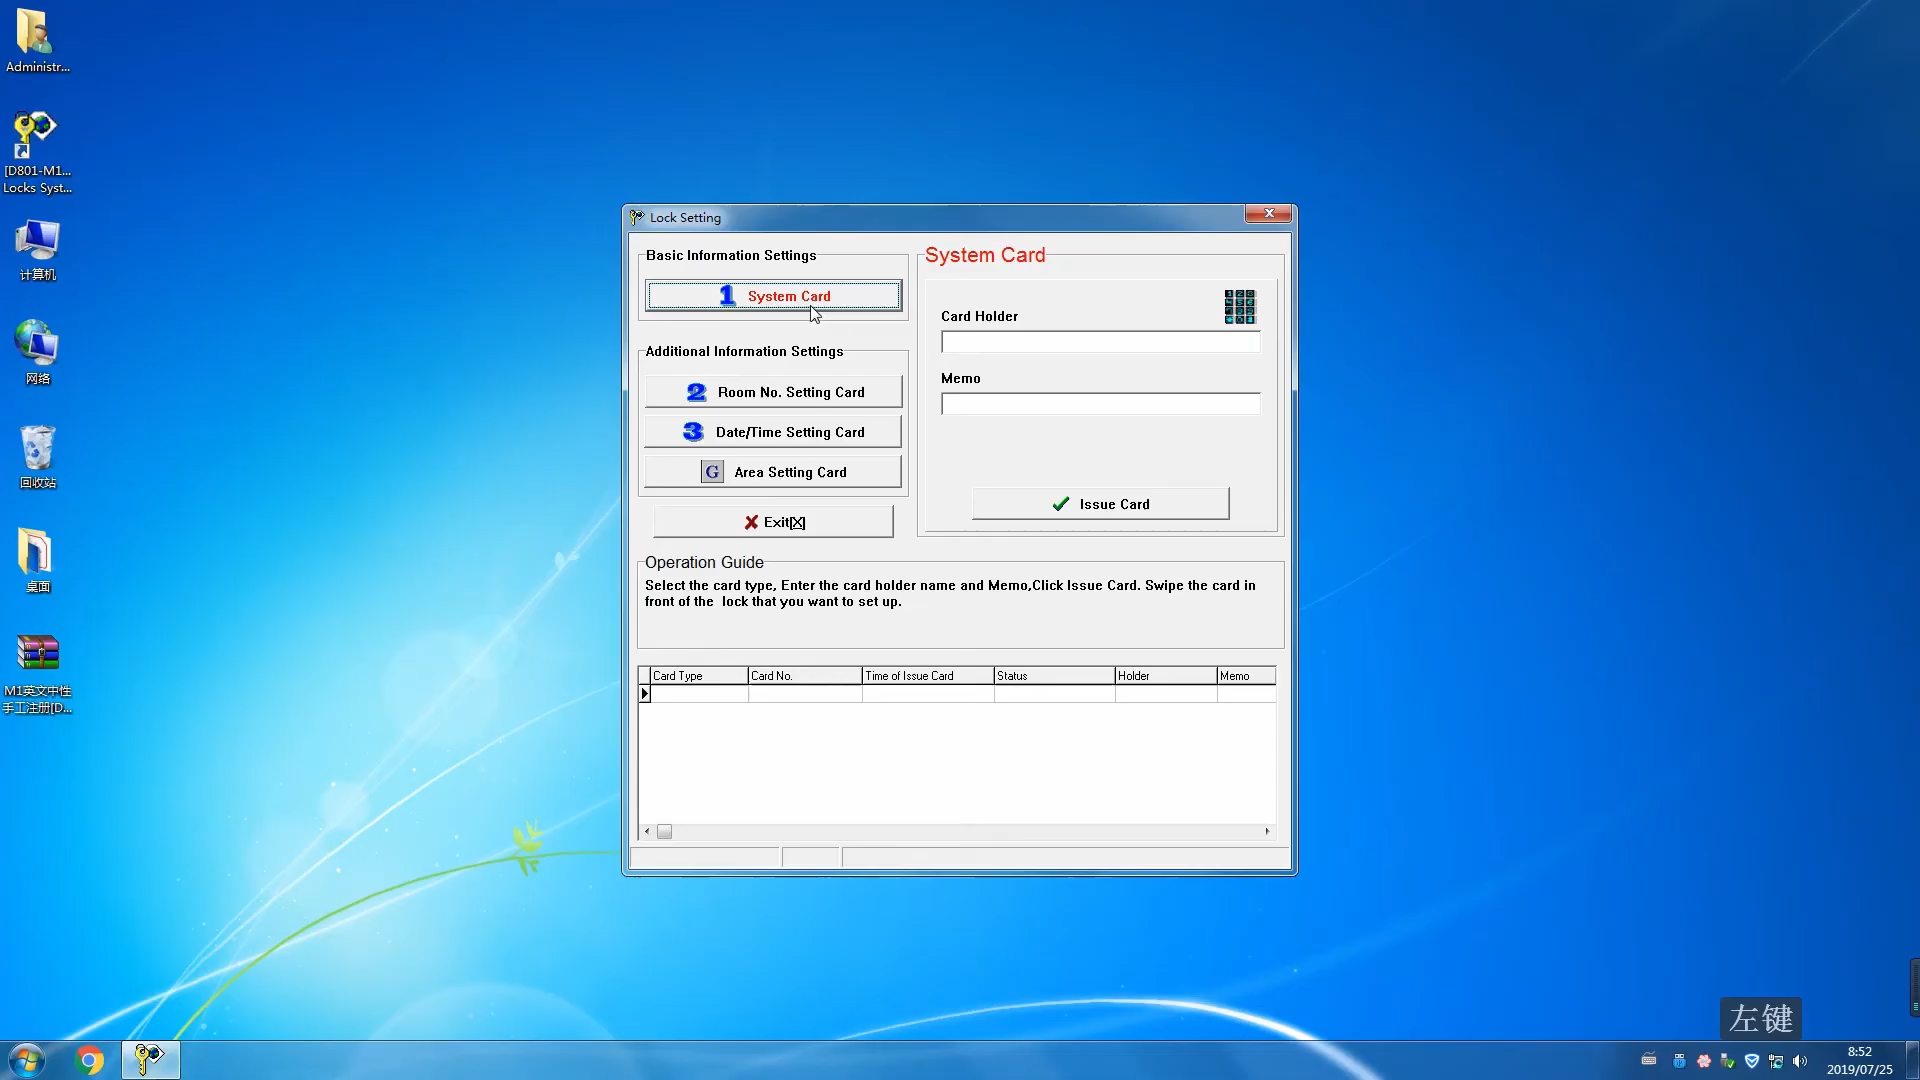 Administr...
[D801-M1...
Locks Syst...
计算机
网络
回收站
桌面
M1英文中性
手工注册[D...
Lock Setting
Basic Information Settings
1 System Card
Additional Information Settings
2 Room No. Setting Card
3 Date/Time Setting Card
G Area Setting Card
Exit[X]
System Card
Card Holder
Memo
Issue Card
Operation Guide
Select the card type, Enter the card holder name and Memo,Click Issue Card. Swipe the card in
front of the lock that you want to set up.
Card Type Card No. Time of Issue Card Status Holder Memo
左键
8:52
2019/07/25